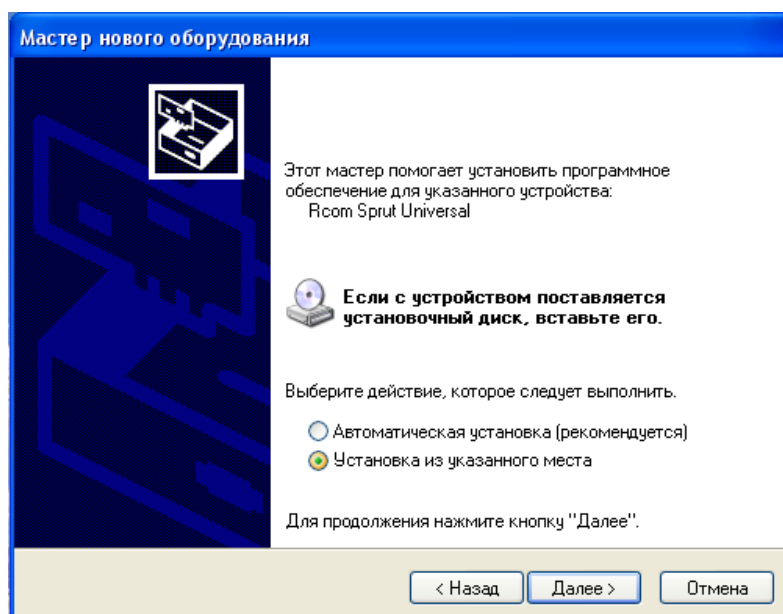 Мастер нового оборудования
Этот мастер помогает установить программное
обеспечение для указанного устройства:
Rcom Sprut Universal
Если с устройством поставляется
установочный диск, вставьте его.
Выберите действие, которое следует выполнить.
Автоматическая установка (рекомендуется)
Установка из указанного места
Для продолжения нажмите кнопку "Далее".
< Назад
Далее >
Отмена